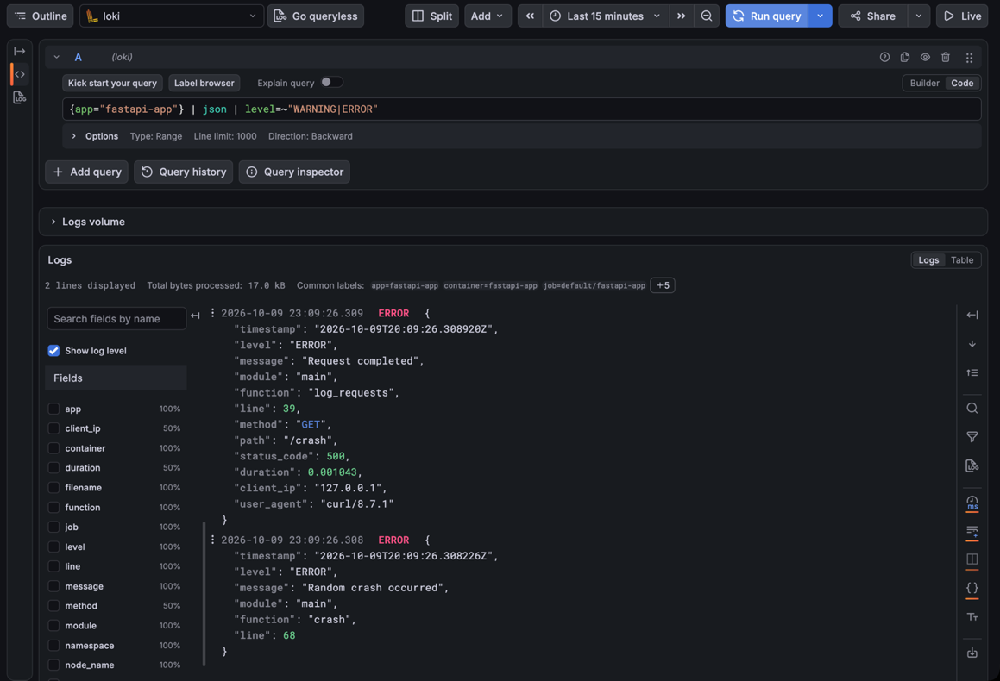 Outline
loki
Go queryless
Split
Add
Last 15 minutes
Run query
Share
Live
A (loki)
Kick start your query
Label browser
Explain query
Builder
Code
{app="fastapi-app"} | json | level=~"WARNING|ERROR"
Options Type: Range Line limit: 1000 Direction: Backward
Add query
Query history
Query inspector
Logs volume
Logs
Logs
Table
2 lines displayed Total bytes processed: 17.0 kB Common labels: app=fastapi-app container=fastapi-app job=default/fastapi-app +5
Search fields by name
Show log level
Fields
app 100%
client_ip 50%
container 100%
duration 50%
filename 100%
function 100%
job 100%
level 100%
line 100%
message 100%
method 50%
module 100%
namespace 100%
node_name 100%
2026-10-09 23:09:26.309 ERROR {
"timestamp": "2026-10-09T20:09:26.308920Z",
"level": "ERROR",
"message": "Request completed",
"module": "main",
"function": "log_requests",
"line": 39,
"method": "GET",
"path": "/crash",
"status_code": 500,
"duration": 0.001043,
"client_ip": "127.0.0.1",
"user_agent": "curl/8.7.1"
}
2026-10-09 23:09:26.308 ERROR {
"timestamp": "2026-10-09T20:09:26.308226Z",
"level": "ERROR",
"message": "Random crash occurred",
"module": "main",
"function": "crash",
"line": 68
}
LOG
LOG
LOG
ms